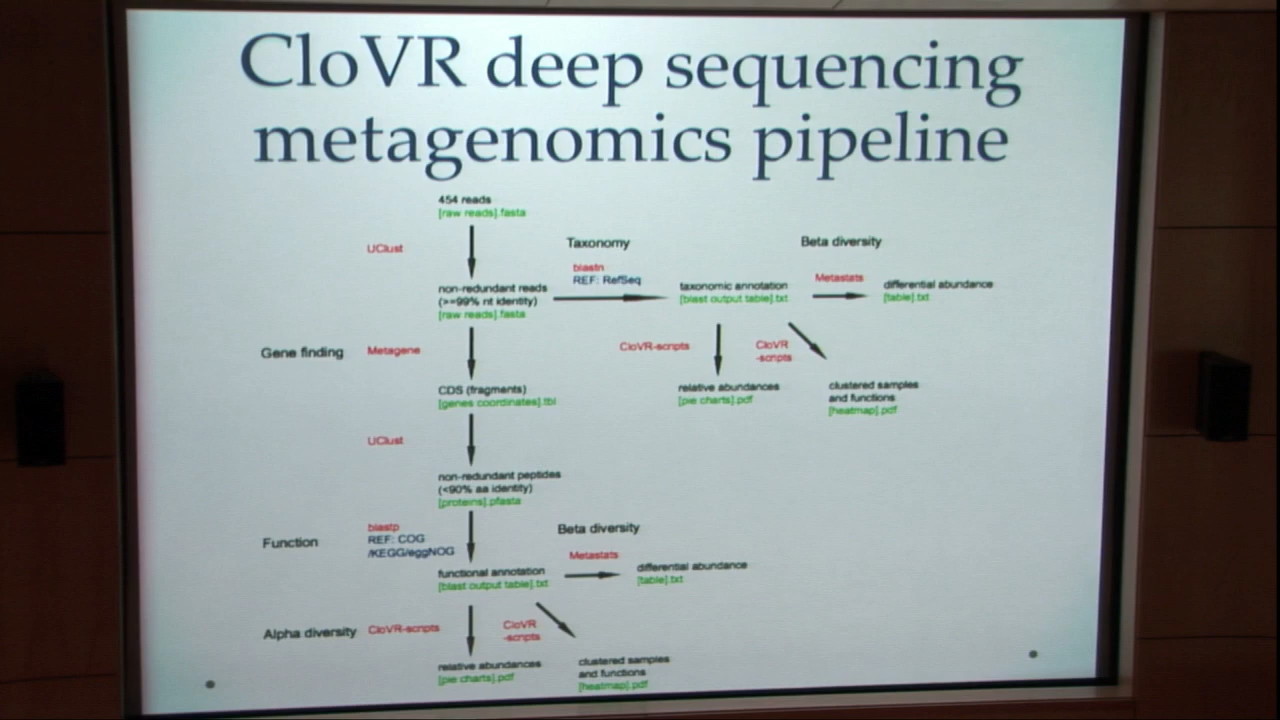 CloVR deep sequencing
metagenomics pipeline
454 reads
[raw reads].fasta
UClust
Taxonomy
Beta diversity
blastn
REF: RefSeq
Metastats
non-redundant reads
(>=99% nt identity)
[raw reads].fasta
taxonomic annotation
[blast output table].txt
differential abundance
[table].txt
Gene finding
Metagene
CloVR-scripts
CloVR
-scripts
CDS (fragments)
[genes coordinates].tbl
relative abundances
[pie charts].pdf
clustered samples
and functions
[heatmap].pdf
UClust
non-redundant peptides
(<90% aa identity)
[proteins].pfasta
Function
blastp
REF: COG
/KEGG/eggNOG
Beta diversity
Metastats
functional annotation
[blast output table].txt
differential abundance
[table].txt
Alpha diversity
CloVR-scripts
CloVR
-scripts
relative abundances
[pie charts].pdf
clustered samples
and functions
[heatmap].pdf